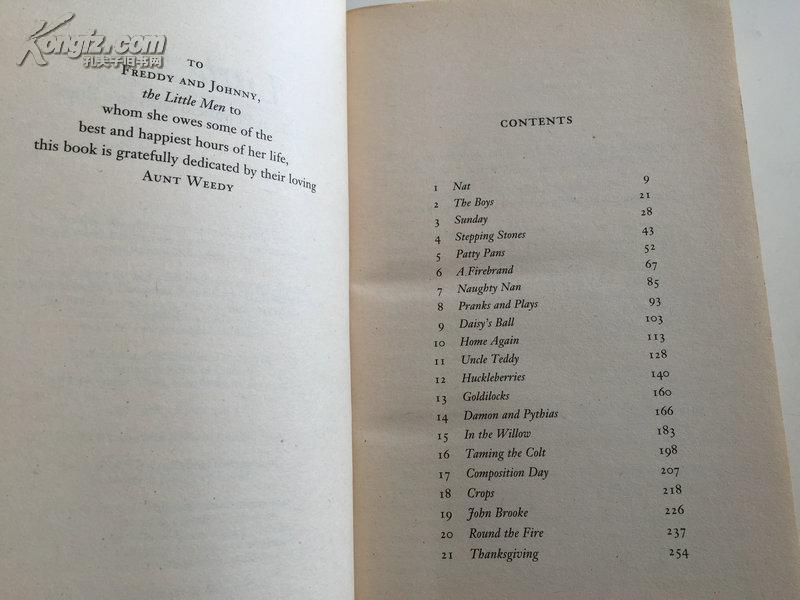 Kongfz.com
孔夫子旧书网
TO
FREDDY AND JOHNNY,
the Little Men to
whom she owes some of the
best and happiest hours of her life,
this book is gratefully dedicated by their loving
AUNT WEEDY
CONTENTS
1 Nat 9
2 The Boys 21
3 Sunday 28
4 Stepping Stones 43
5 Patty Pans 52
6 A Firebrand 67
7 Naughty Nan 85
8 Pranks and Plays 93
9 Daisy's Ball 103
10 Home Again 113
11 Uncle Teddy 128
12 Huckleberries 140
13 Goldilocks 160
14 Damon and Pythias 166
15 In the Willow 183
16 Taming the Colt 198
17 Composition Day 207
18 Crops 218
19 John Brooke 226
20 Round the Fire 237
21 Thanksgiving 254